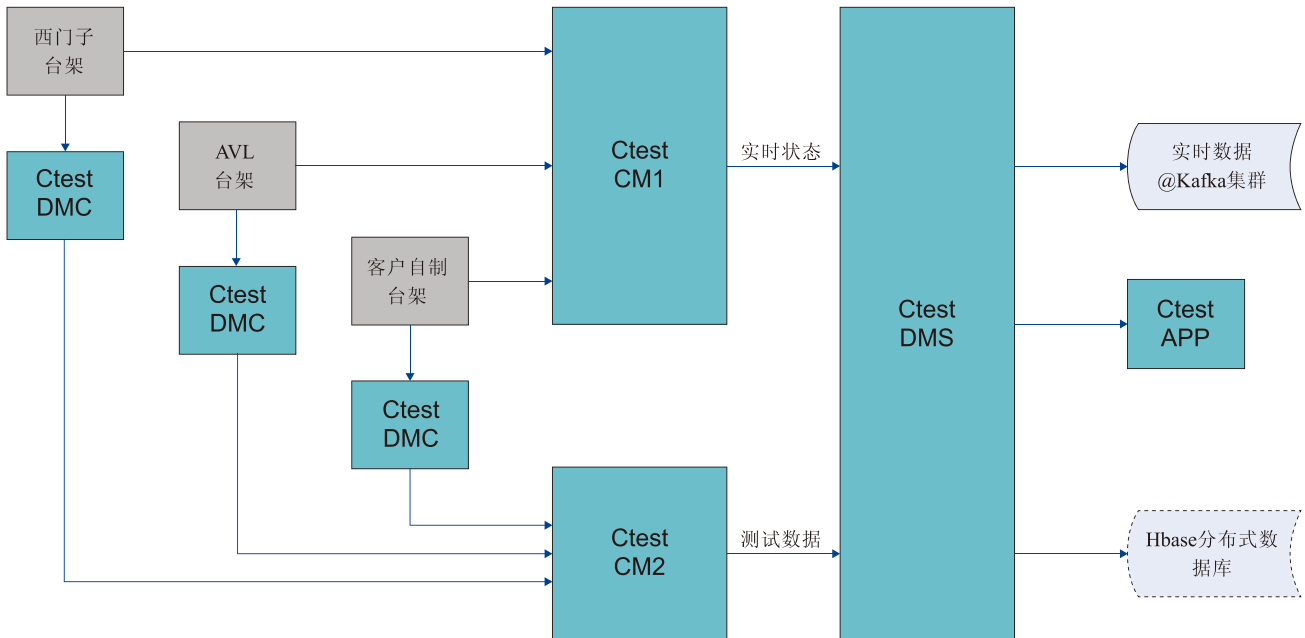 西门子
台架
Ctest
DMC
AVL
台架
Ctest
DMC
客户自制
台架
Ctest
DMC
Ctest
CM1
实时状态
Ctest
CM2
测试数据
Ctest
DMS
实时数据
@Kafka集群
Ctest
APP
Hbase分布式数
据库